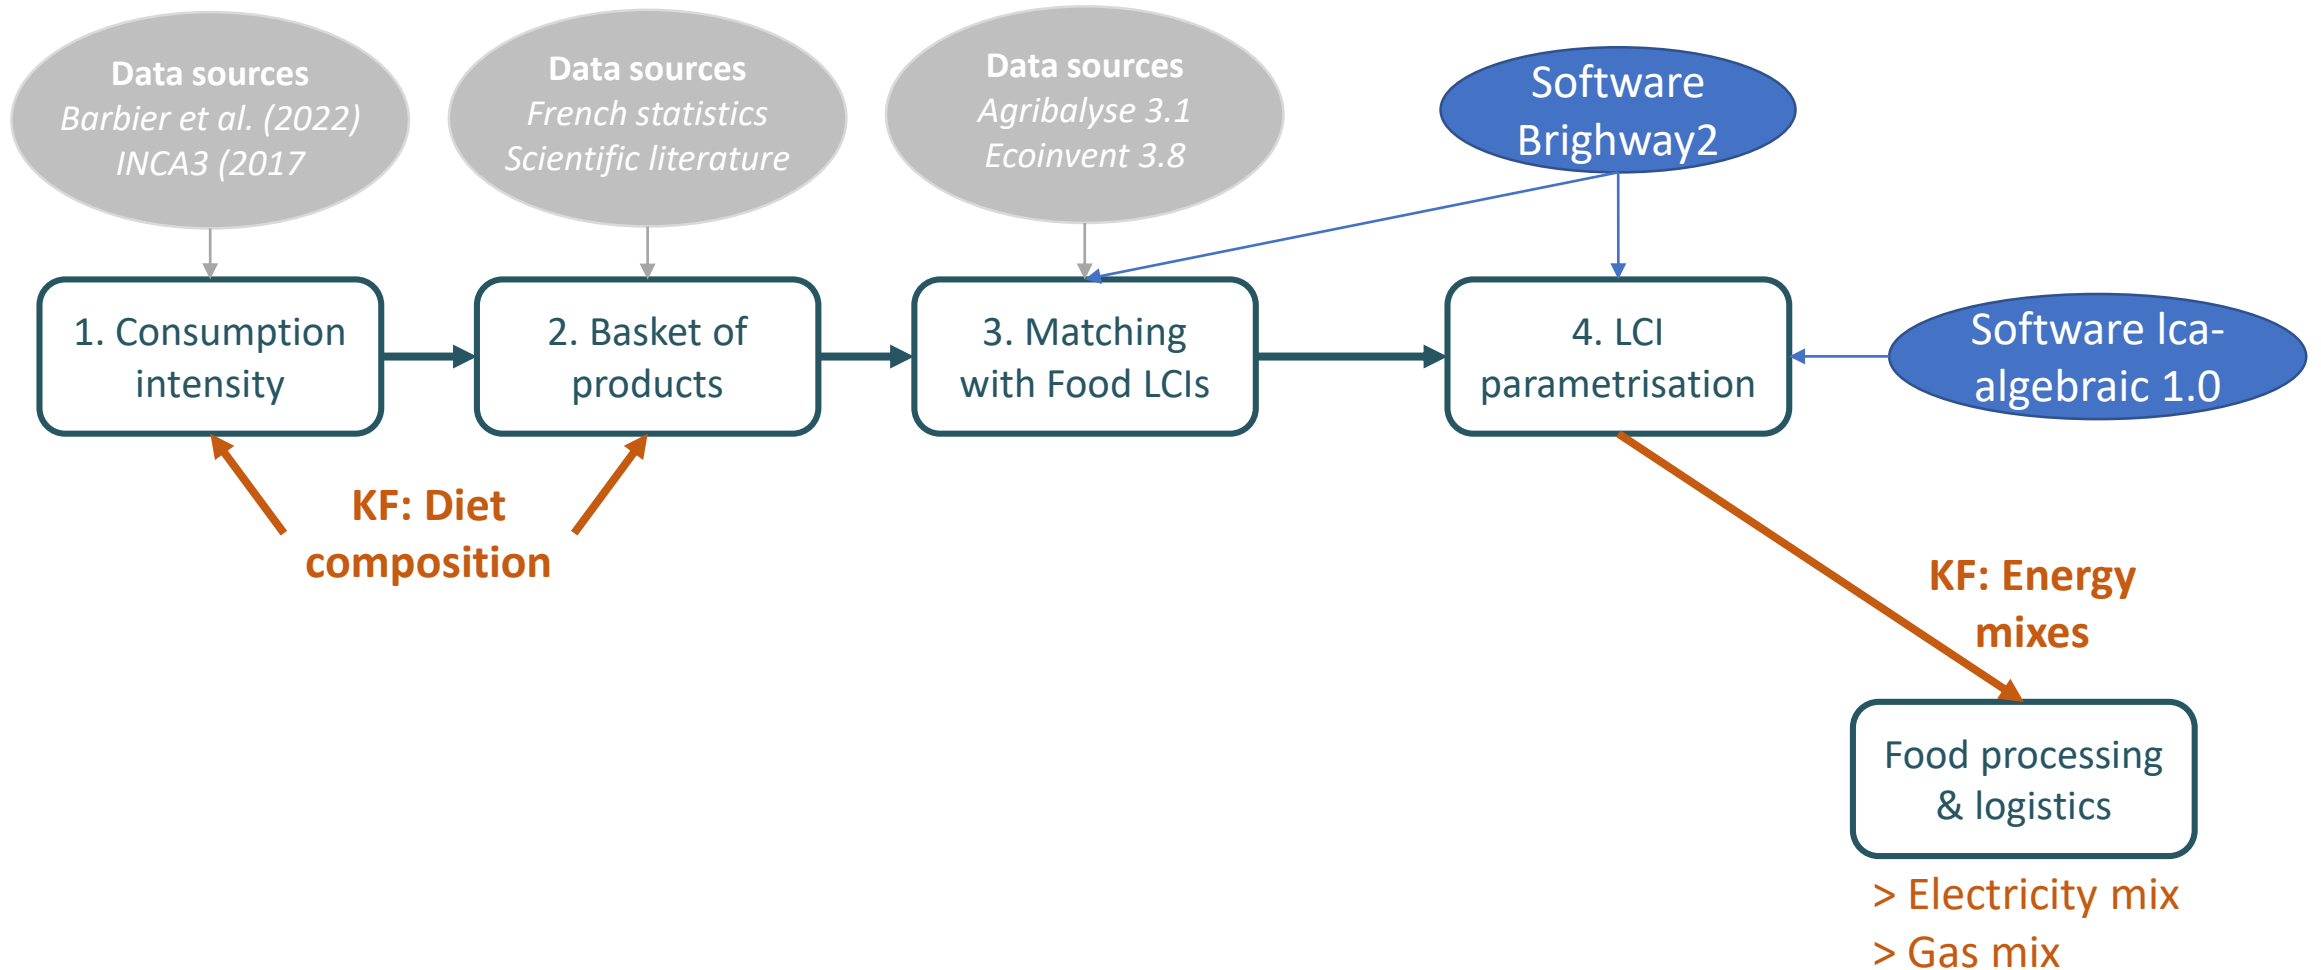 Data sources
Barbier et al. (2022)
INCA3 (2017
Data sources
French statistics
Scientific literature
Data sources
Agribalyse 3.1
Ecoinvent 3.8
Software
Brighway2
1. Consumption
intensity
2. Basket of
products
3. Matching
with Food LCIs
4. LCI
parametrisation
Software lca-
algebraic 1.0
KF: Diet
composition
KF: Energy
mixes
Food processing
& logistics
> Electricity mix
> Gas mix